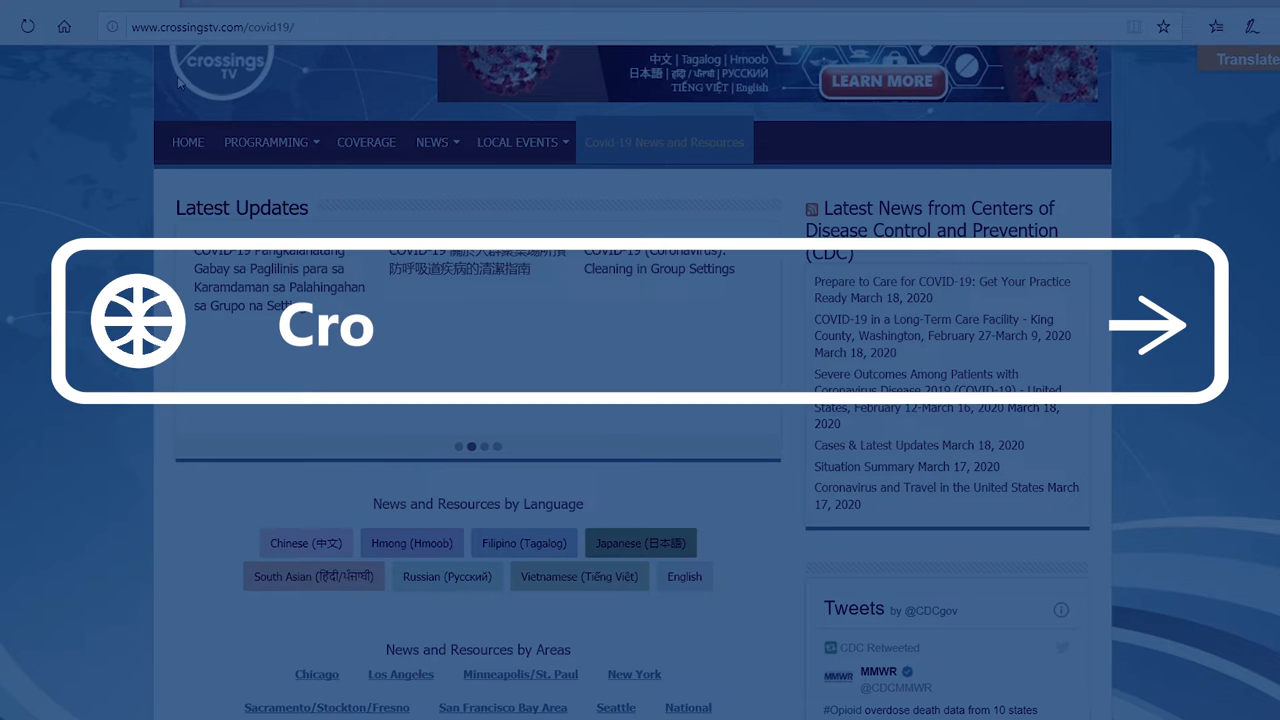 www.crossingstv.com/covid19/
crossings
TV
中文 | Tagalog | Hmoob
日本語 | हिंदी / ਪੰਜਾਬੀ | РУССКИЙ
TIẾNG VIỆT | English
LEARN MORE
Translate
HOME PROGRAMMING COVERAGE NEWS LOCAL EVENTS Covid-19 News and Resources
Latest Updates
COVID-19 Pangkalahatang
Gabay sa Paglilinis para sa
Karamdaman sa Palahingahan
sa Grupo na
防呼吸道疾病的清潔指南
COVID-19 (Coronavirus):
Cleaning in Group Settings
Cro
News and Resources by Language
Chinese (中文) Hmong (Hmoob) Filipino (Tagalog) Japanese (日本語)
South Asian (हिंदी/ਪੰਜਾਬੀ) Russian (Русский) Vietnamese (Tiếng Việt) English
News and Resources by Areas
Chicago Los Angeles Minneapolis/St. Paul New York
Sacramento/Stockton/Fresno San Francisco Bay Area Seattle National
Latest News from Centers of
Disease Control and Prevention
(CDC)
Prepare to Care for COVID-19: Get Your Practice
Ready March 18, 2020
COVID-19 in a Long-Term Care Facility - King
County, Washington, February 27-March 9, 2020
March 18, 2020
Severe Outcomes Among Patients with
Coronavirus Disease 2019 (COVID-19) - United
States, February 12-March 16, 2020 March 18,
2020
Cases & Latest Updates March 18, 2020
Situation Summary March 17, 2020
Coronavirus and Travel in the United States March
17, 2020
Tweets by @CDCgov
CDC Retweeted
MMWR
MMWR
@CDCMMWR
#Opioid overdose death data from 10 states